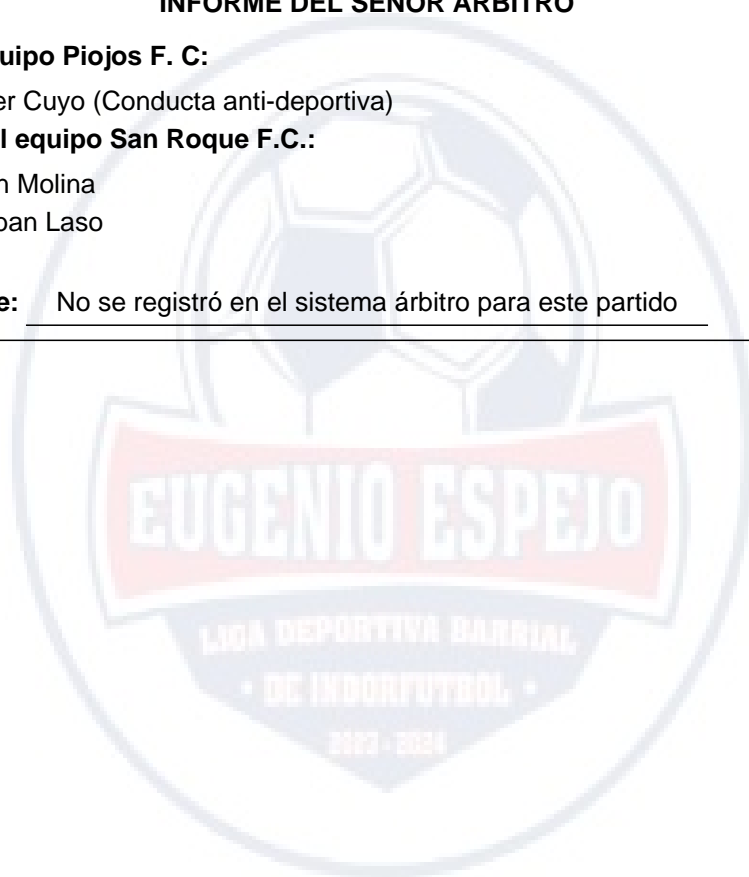 INFORME DEL SEÑOR ÁRBITRO
uipo Piojos F. C:
er Cuyo (Conducta anti-deportiva)
l equipo San Roque F.C.:
n Molina
oan Laso
e: No se registró en el sistema árbitro para este partido
EUGENIO ESPEJO
LIGA DEPORTIVA BARRIAL
• DE INDORFUTBOL •
2023 - 2024